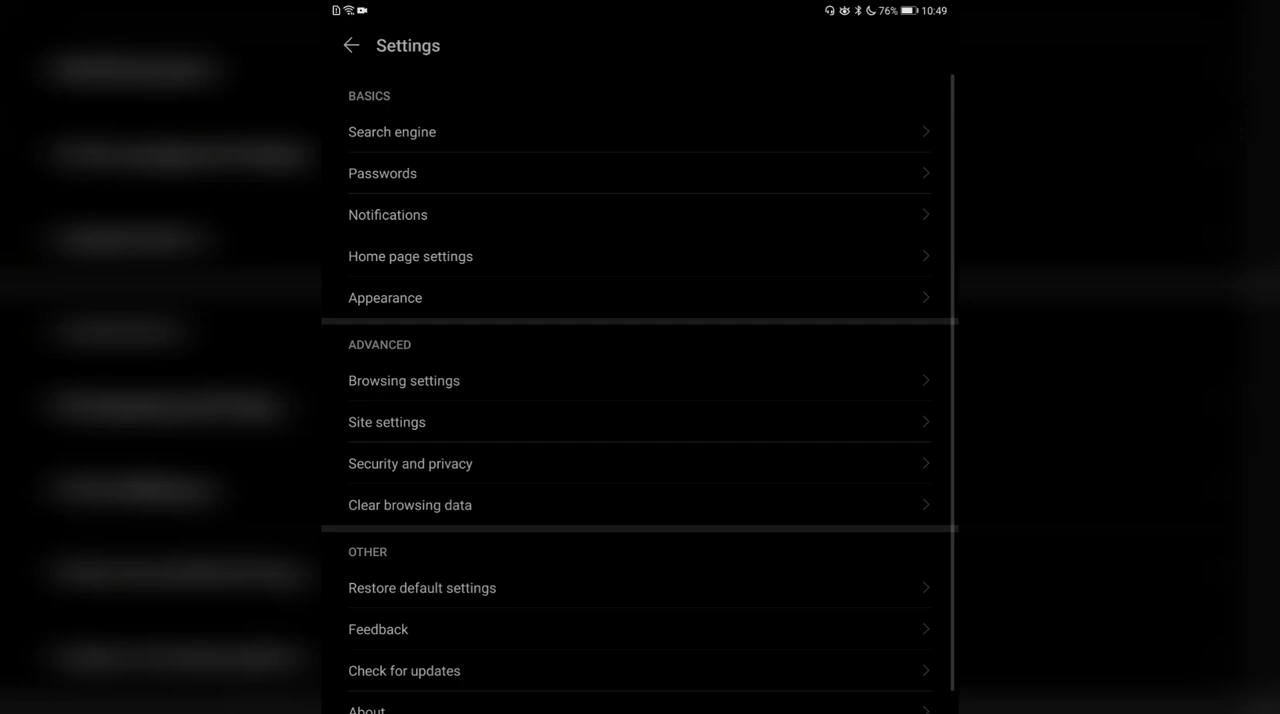 76% 10:49
Settings
BASICS
Search engine
Passwords
Notifications
Home page settings
Appearance
ADVANCED
Browsing settings
Site settings
Security and privacy
Clear browsing data
OTHER
Restore default settings
Feedback
Check for updates
About